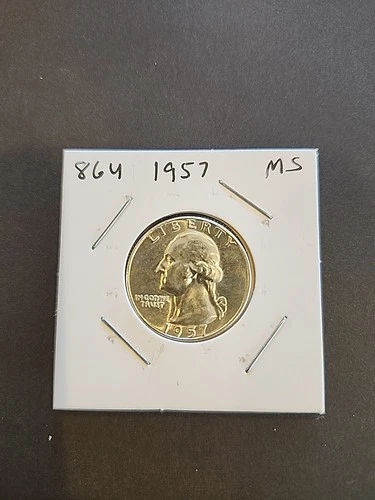 864 1957 MS
LIBERTY
IN GOD WE
TRUST
1957